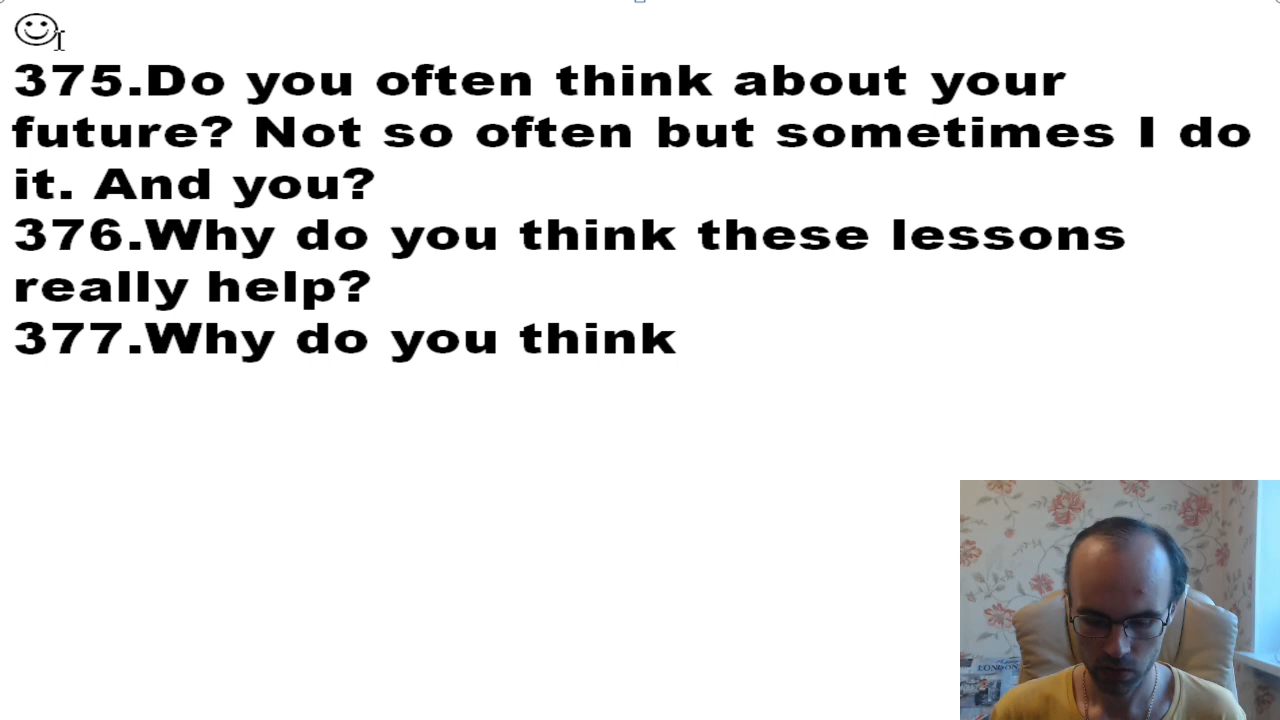 375.Do you often think about your
future? Not so often but sometimes I do
it. And you?
376.Why do you think these lessons
really help?
377.Why do you think
LONDON